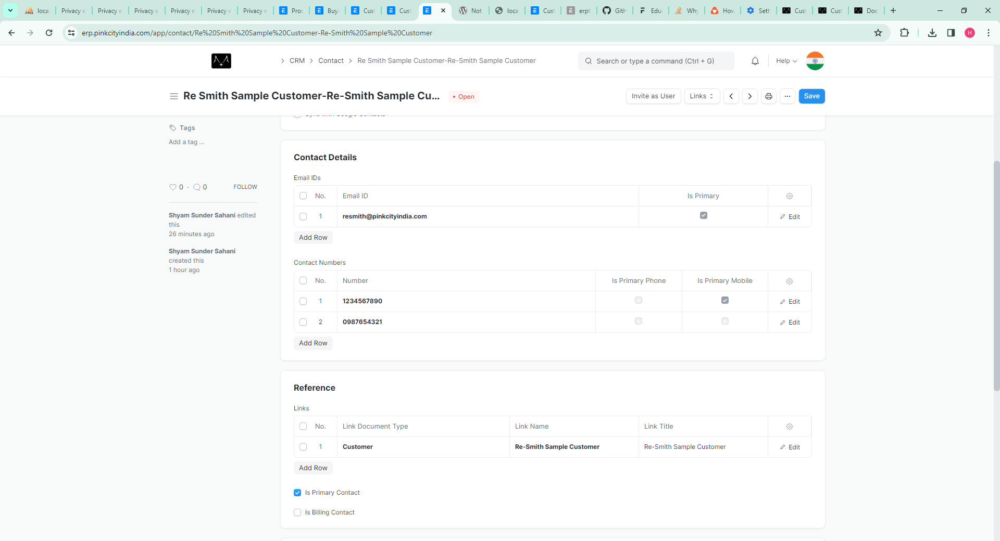 loca
Privacy e
Privacy e
Privacy e
Privacy e
Privacy e
Privacy e
Proc
Buyi
Cust
Cust
Not
loca
Cust
erpt
GitH
Edu
Why
How
Sett
Cust
Cust
Doc
erp.pinkcityindia.com/app/contact/Re%20Smith%20Sample%20Customer-Re-Smith%20Sample%20Customer
H
CRM Contact Re Smith Sample Customer-Re-Smith Sample Customer
Search or type a command (Ctrl + G)
Help
Re Smith Sample Customer-Re-Smith Sample Cu...
Open
Invite as User
Links
Save
Tags
Add a tag ...
0 · 0
FOLLOW
Shyam Sunder Sahani edited
this
26 minutes ago
Shyam Sunder Sahani
created this
1 hour ago
Contact Details
Email IDs
No. Email ID Is Primary
1 resmith@pinkcityindia.com Edit
Add Row
Contact Numbers
No. Number Is Primary Phone Is Primary Mobile
1 1234567890 Edit
2 0987654321 Edit
Add Row
Reference
Links
No. Link Document Type Link Name Link Title
1 Customer Re-Smith Sample Customer Re-Smith Sample Customer Edit
Add Row
Is Primary Contact
Is Billing Contact